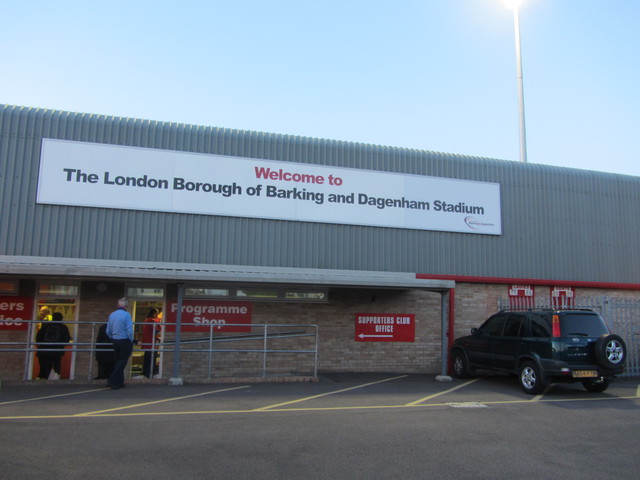 Welcome to
The London Borough of Barking and Dagenham Stadium
Programme
Shop
SUPPORTERS CLUB
OFFICE